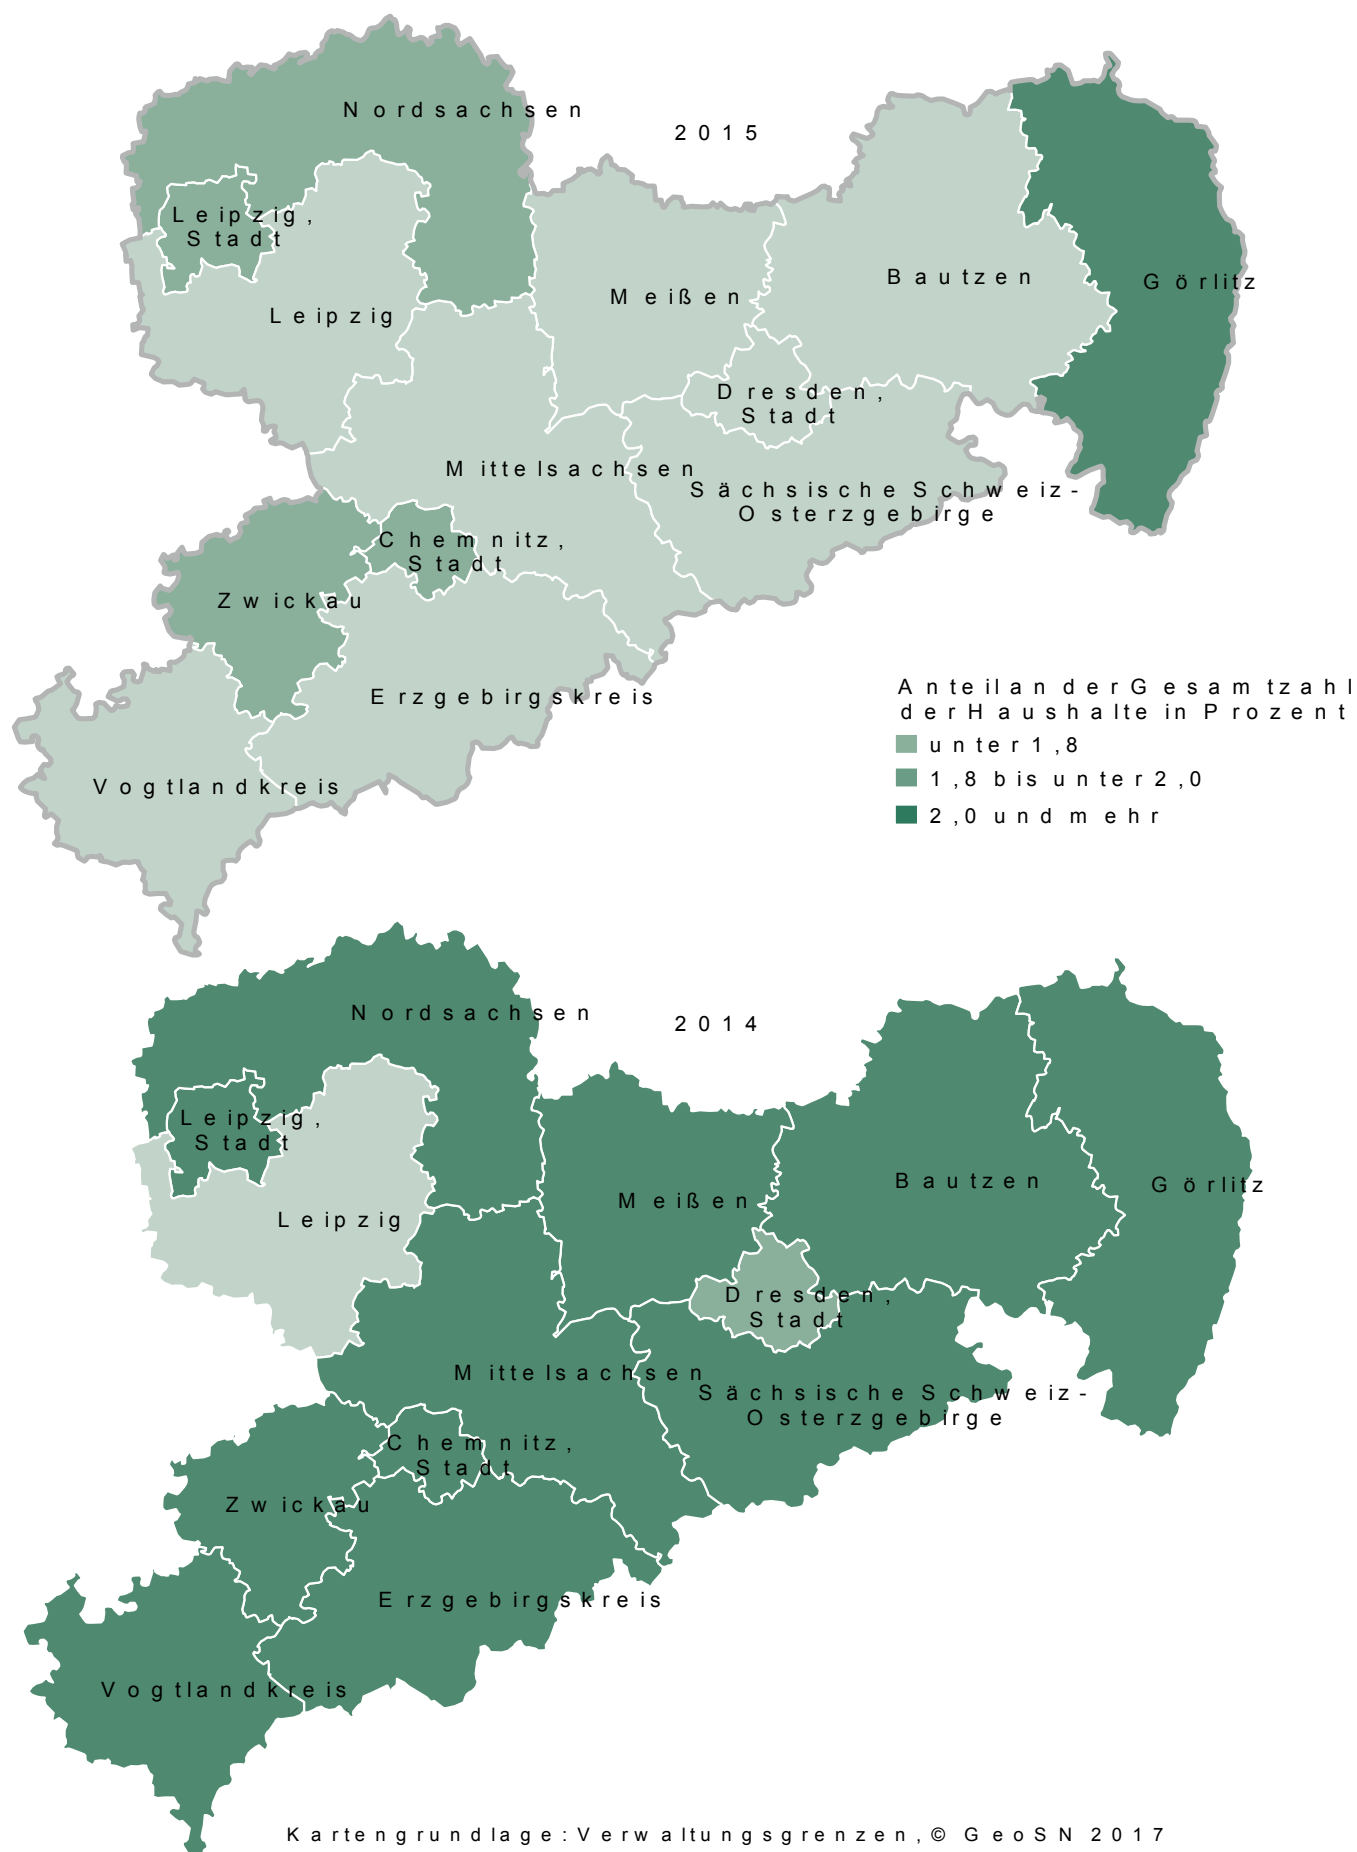 Nordsachsen
2015
Leipzig,
Stadt
Bautzen
Görlitz
Meißen
Leipzig
Dresden,
Stadt
Mittelsachsen
Sächsische Schweiz-
Osterzgebirge
Chemnitz,
Stadt
Zwickau
Erzgebirgskreis
Anteil an der Gesamtzahl
der Haushalte in Prozent
unter 1,8
1,8 bis unter 2,0
2,0 und mehr
Vogtlandkreis
Nordsachsen
2014
Leipzig,
Stadt
Bautzen
Görlitz
Meißen
Leipzig
Dresden,
Stadt
Mittelsachsen
Sächsische Schweiz-
Osterzgebirge
Chemnitz,
Stadt
Zwickau
Erzgebirgskreis
Vogtlandkreis
Kartengrundlage: Verwaltungsgrenzen, © GeoSN 2017